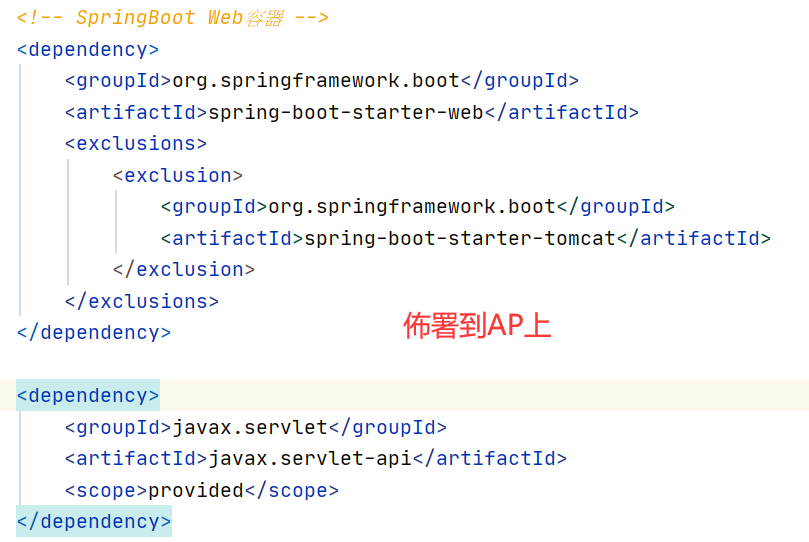 <!-- SpringBoot Web容器 -->
<dependency>
<groupId>org.springframework.boot</groupId>
<artifactId>spring-boot-starter-web</artifactId>
<exclusions>
<exclusion>
<groupId>org.springframework.boot</groupId>
<artifactId>spring-boot-starter-tomcat</artifactId>
</exclusion>
</exclusions>
</dependency>
佈署到AP上
<dependency>
<groupId>javax.servlet</groupId>
<artifactId>javax.servlet-api</artifactId>
<scope>provided</scope>
</dependency>